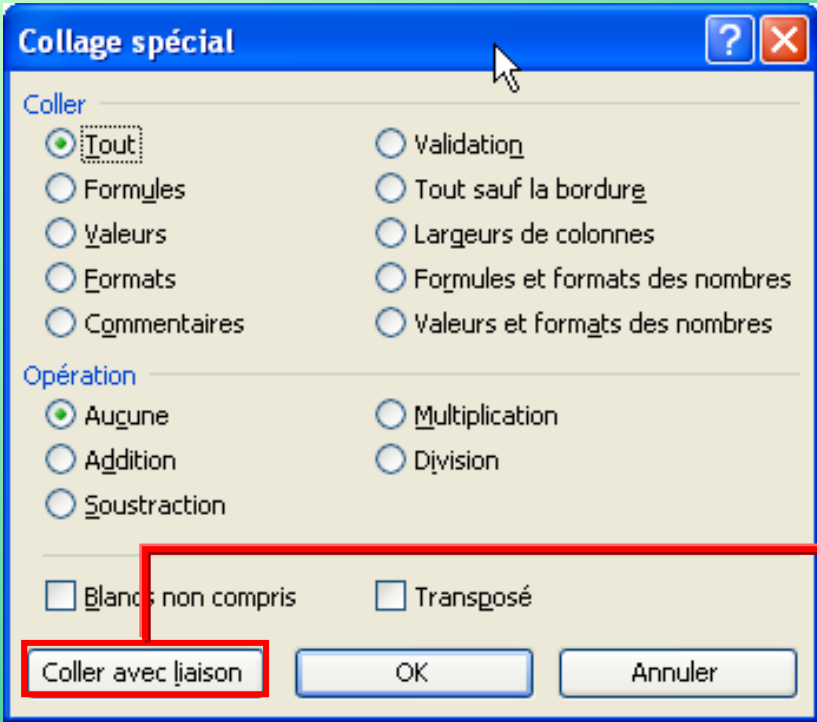 Collage spécial
Coller
Tout
Validation
Formules
Tout sauf la bordure
Valeurs
Largeurs de colonnes
Formats
Formules et formats des nombres
Commentaires
Valeurs et formats des nombres
Opération
Aucune
Multiplication
Addition
Division
Soustraction
Blancs non compris
Transposé
Coller avec liaison
OK
Annuler